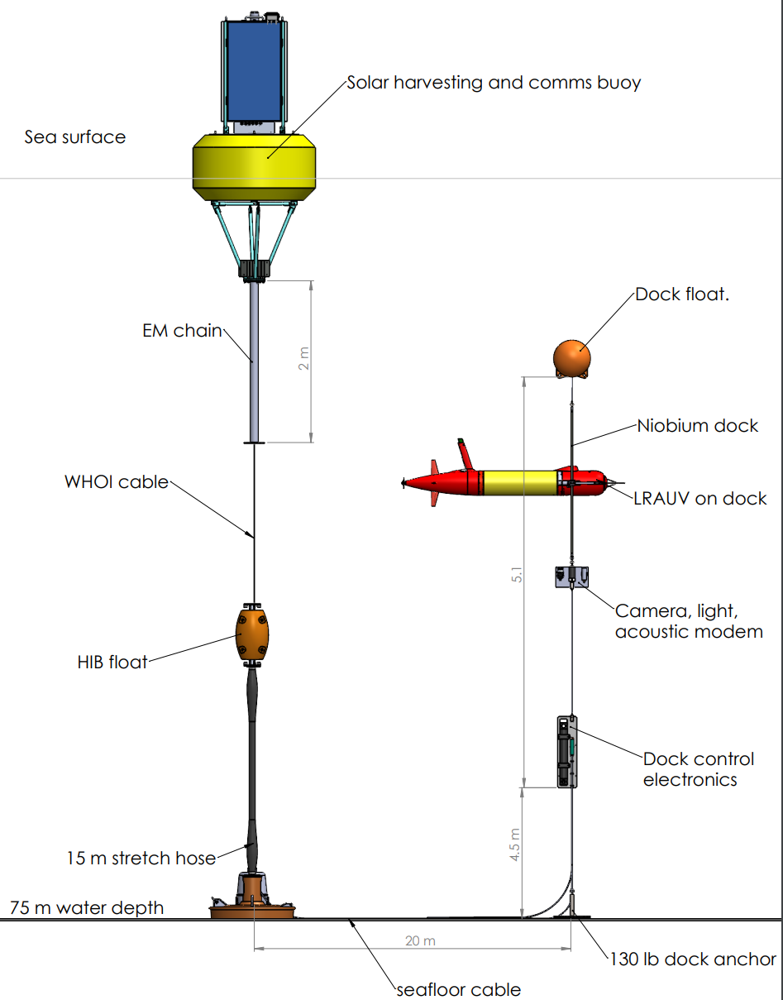 Solar harvesting and comms buoy
Sea surface
Dock float.
EM chain
2 m
Niobium dock
WHOI cable
LRAUV on dock
5.1
Camera, light,
acoustic modem
HIB float
Dock control
electronics
4.5 m
15 m stretch hose
75 m water depth
20 m
130 lb dock anchor
seafloor cable